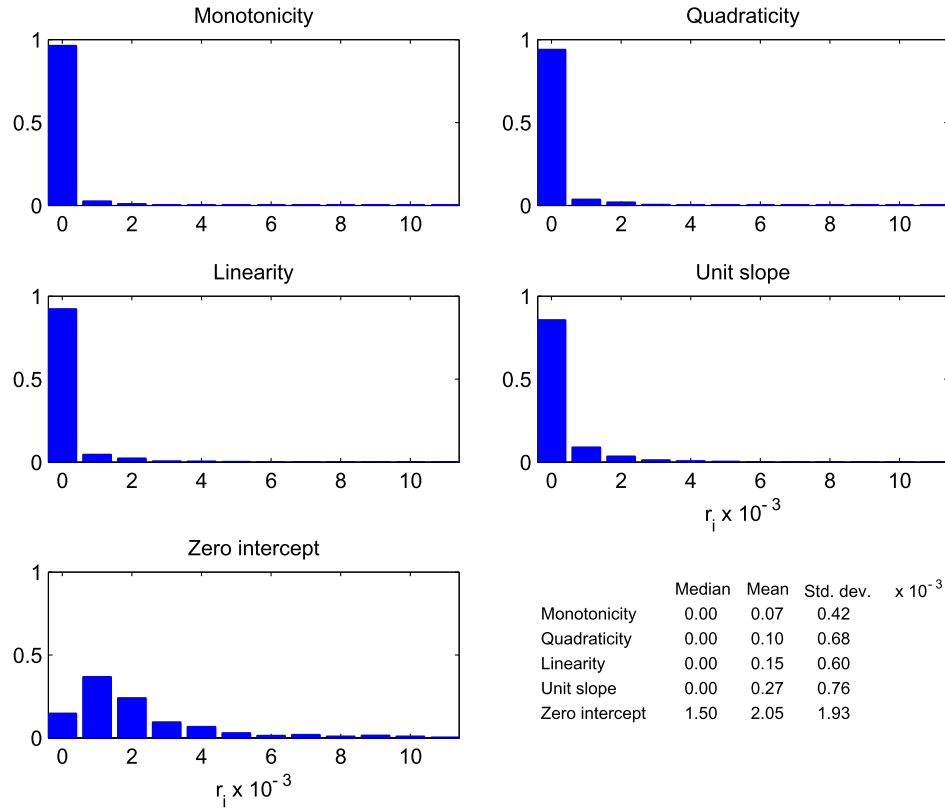 Monotonicity
1
0.5
0
0 2 4 6 8 10
Quadraticity
1
0.5
0
0 2 4 6 8 10
Linearity
1
0.5
0
0 2 4 6 8 10
Unit slope
1
0.5
0
0 2 4 6 8 10
r_i x 10^-3
Zero intercept
1
0.5
0
0 2 4 6 8 10
r_i x 10^-3
Median Mean Std. dev. x 10^-3
Monotonicity 0.00 0.07 0.42
Quadraticity 0.00 0.10 0.68
Linearity 0.00 0.15 0.60
Unit slope 0.00 0.27 0.76
Zero intercept 1.50 2.05 1.93